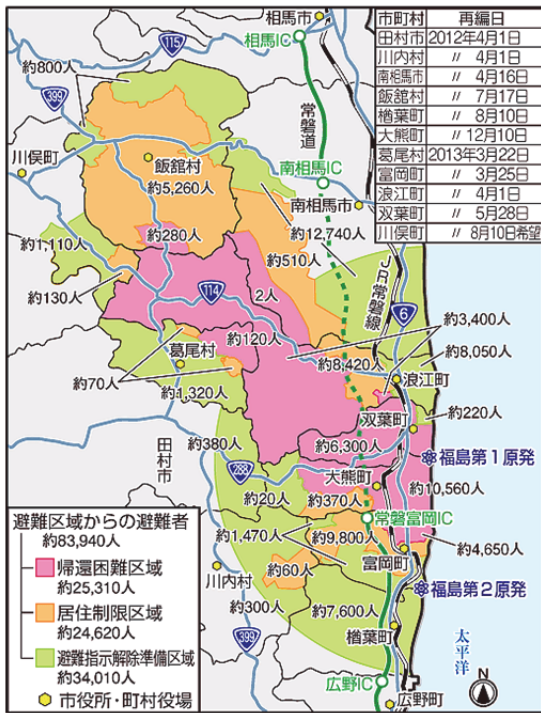 相馬市
相馬IC
115
約800人
399
常磐道
川俣町
飯舘村
約5,260人
南相馬IC
南相馬市
約12,740人
約1,110人
約280人
約510人
約130人
114
2人
JR常磐線
6
約120人
約3,400人
葛尾村
約8,420人
約8,050人
浪江町
約70人
約1,320人
双葉町
約220人
田村市
約380人
約6,300人
288
福島第1原発
大熊町
約10,560人
約20人
約370人
常磐富岡IC
約1,470人
約9,800人
約4,650人
富岡町
約60人
川内村
福島第2原発
約300人
約7,600人
399
楢葉町
太平洋
広野IC
広野町
N
市町村 再編日
田村市 2012年4月1日
川内村 〃 4月1日
南相馬市 〃 4月16日
飯舘村 〃 7月17日
楢葉町 〃 8月10日
大熊町 〃 12月10日
葛尾村 2013年3月22日
富岡町 〃 3月25日
浪江町 〃 4月1日
双葉町 〃 5月28日
川俣町 〃 8月10日希望
避難区域からの避難者
約83,940人
帰還困難区域
約25,310人
居住制限区域
約24,620人
避難指示解除準備区域
約34,010人
市役所・町村役場